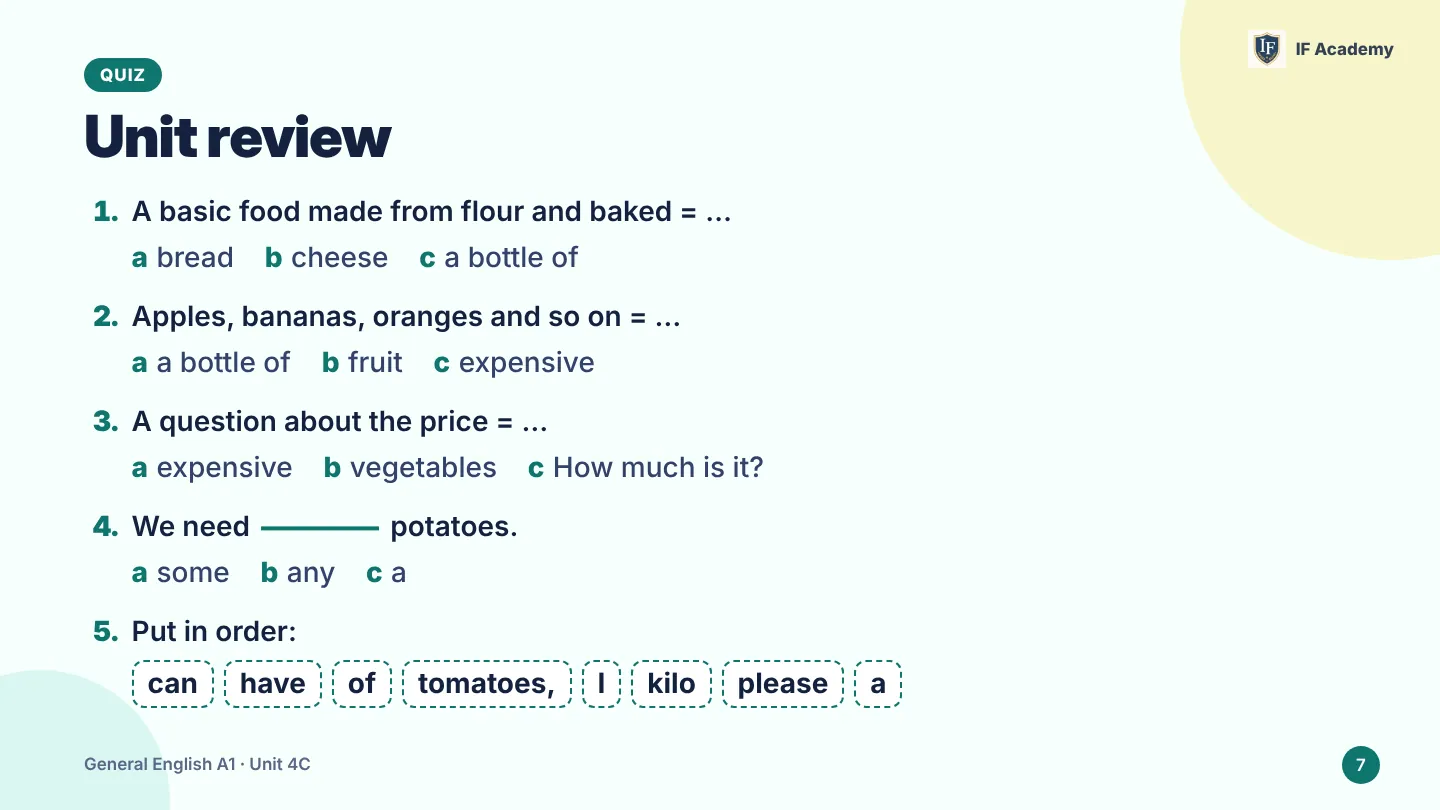 IF
IF Academy
QUIZ
Unit review
1. A basic food made from flour and baked = ...
a bread b cheese c a bottle of
2. Apples, bananas, oranges and so on = ...
a a bottle of b fruit c expensive
3. A question about the price = ...
a expensive b vegetables c How much is it?
4. We need ______ potatoes.
a some b any c a
5. Put in order:
can have of tomatoes, I kilo please a
General English A1 · Unit 4C
7